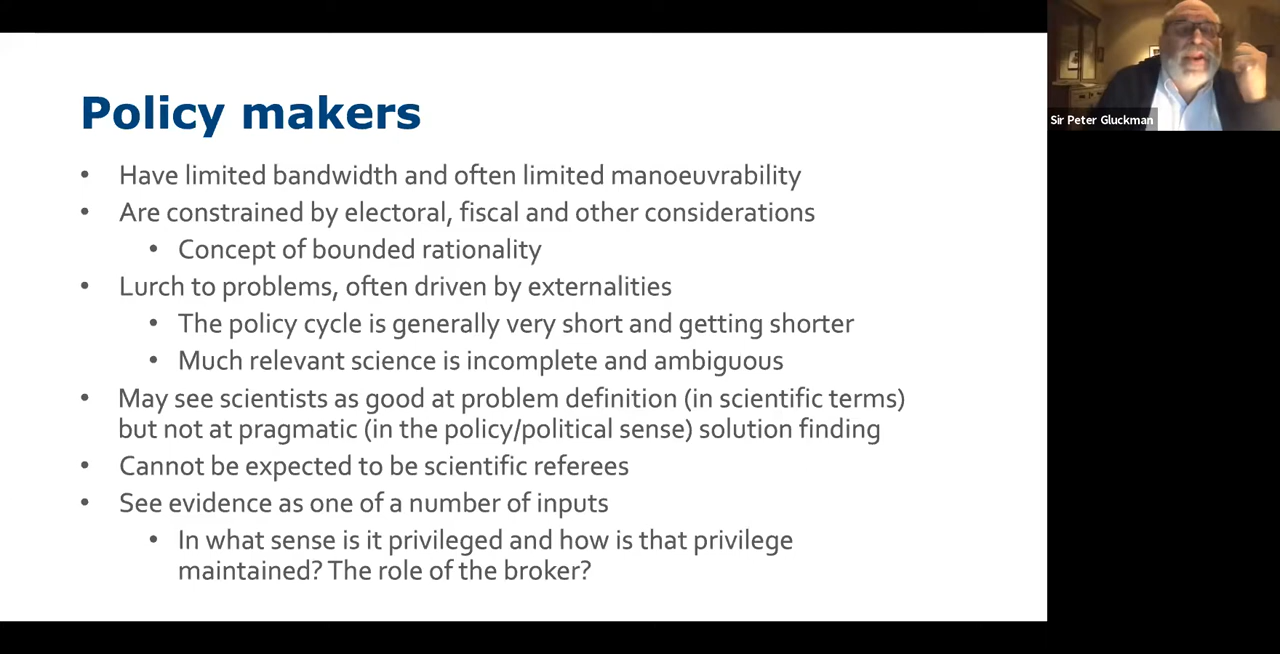 Policy makers
• Have limited bandwidth and often limited manoeuvrability
• Are constrained by electoral, fiscal and other considerations
• Concept of bounded rationality
• Lurch to problems, often driven by externalities
• The policy cycle is generally very short and getting shorter
• Much relevant science is incomplete and ambiguous
• May see scientists as good at problem definition (in scientific terms)
but not at pragmatic (in the policy/political sense) solution finding
• Cannot be expected to be scientific referees
• See evidence as one of a number of inputs
• In what sense is it privileged and how is that privilege
maintained? The role of the broker?
Sir Peter Gluckman